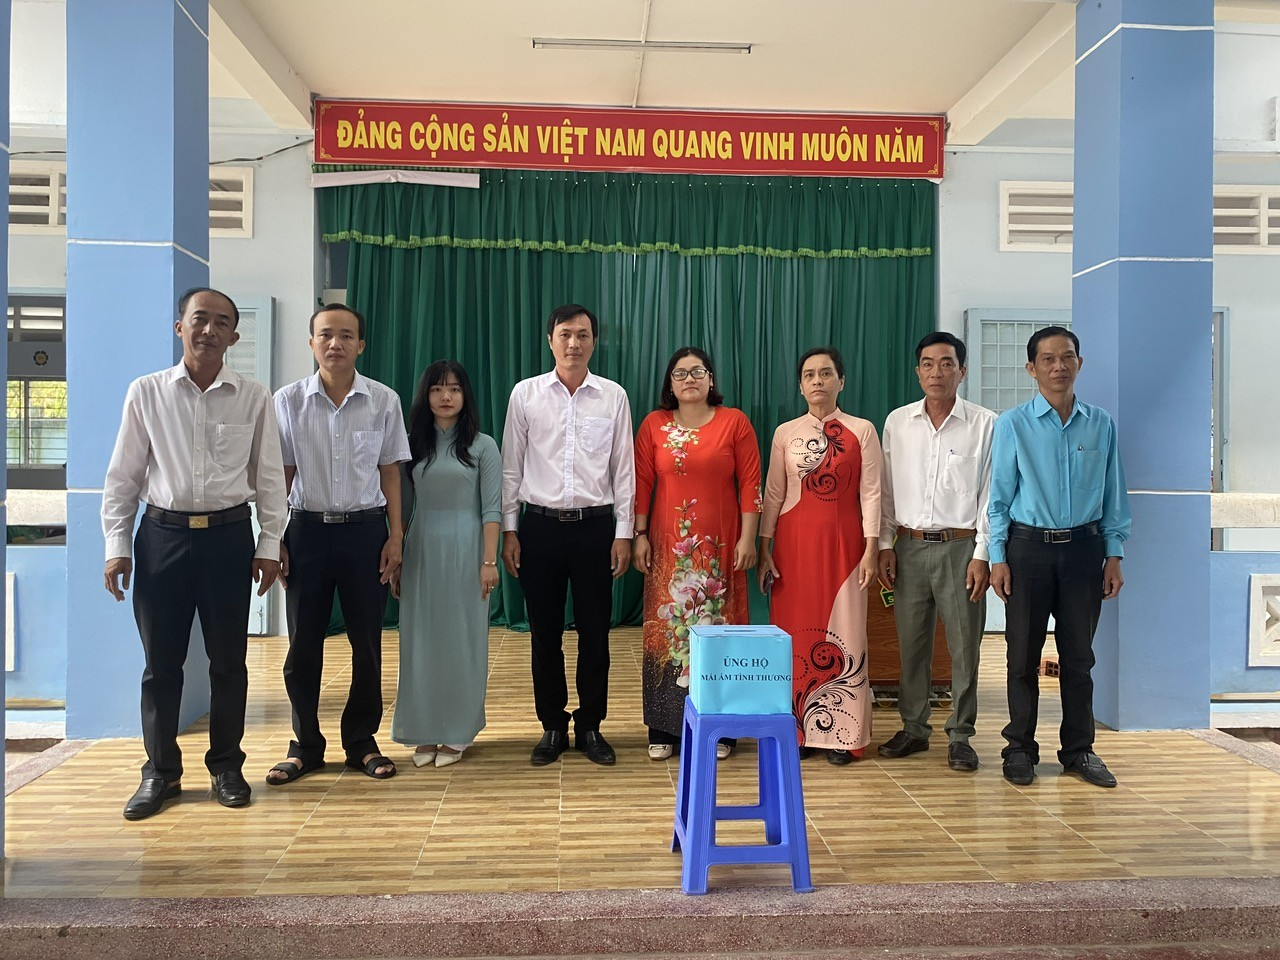 ĐẢNG CỘNG SẢN VIỆT NAM QUANG VINH MUÔN NĂM
ỦNG HỘ
MÁI ẤM TÌNH THƯƠNG